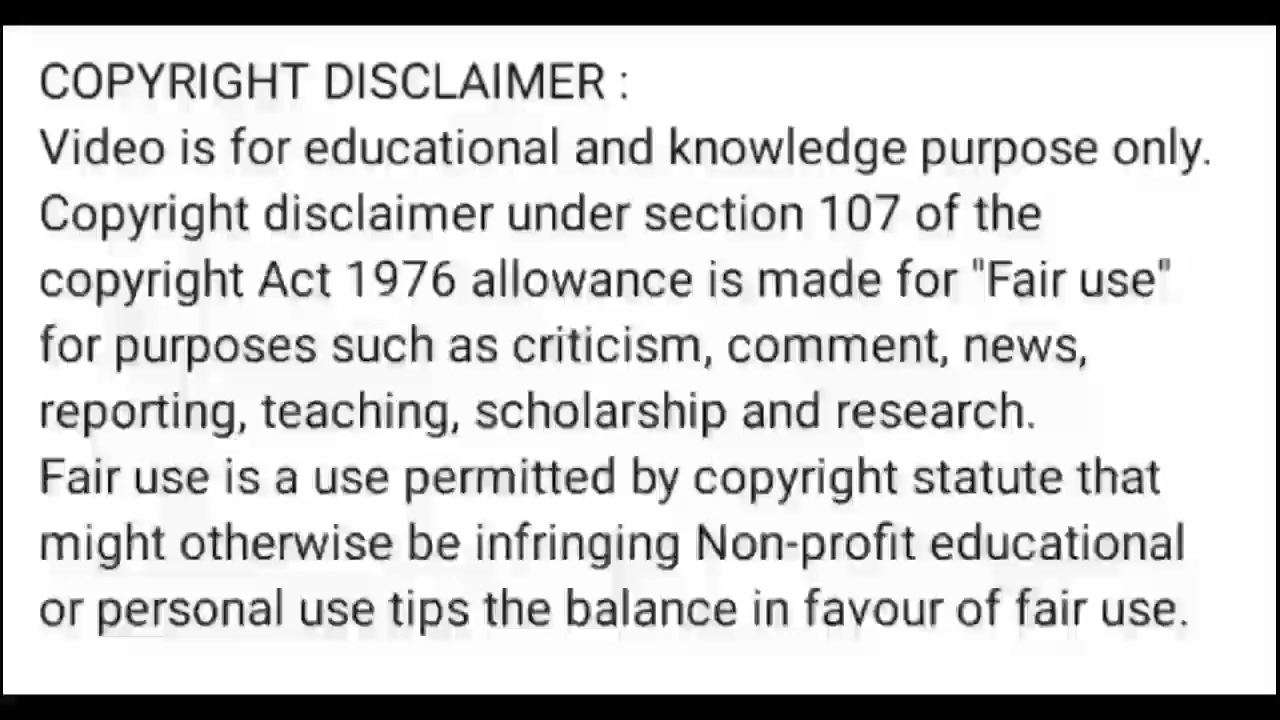 COPYRIGHT DISCLAIMER :
Video is for educational and knowledge purpose only.
Copyright disclaimer under section 107 of the
copyright Act 1976 allowance is made for "Fair use"
for purposes such as criticism, comment, news,
reporting, teaching, scholarship and research.
Fair use is a use permitted by copyright statute that
might otherwise be infringing Non-profit educational
or personal use tips the balance in favour of fair use.